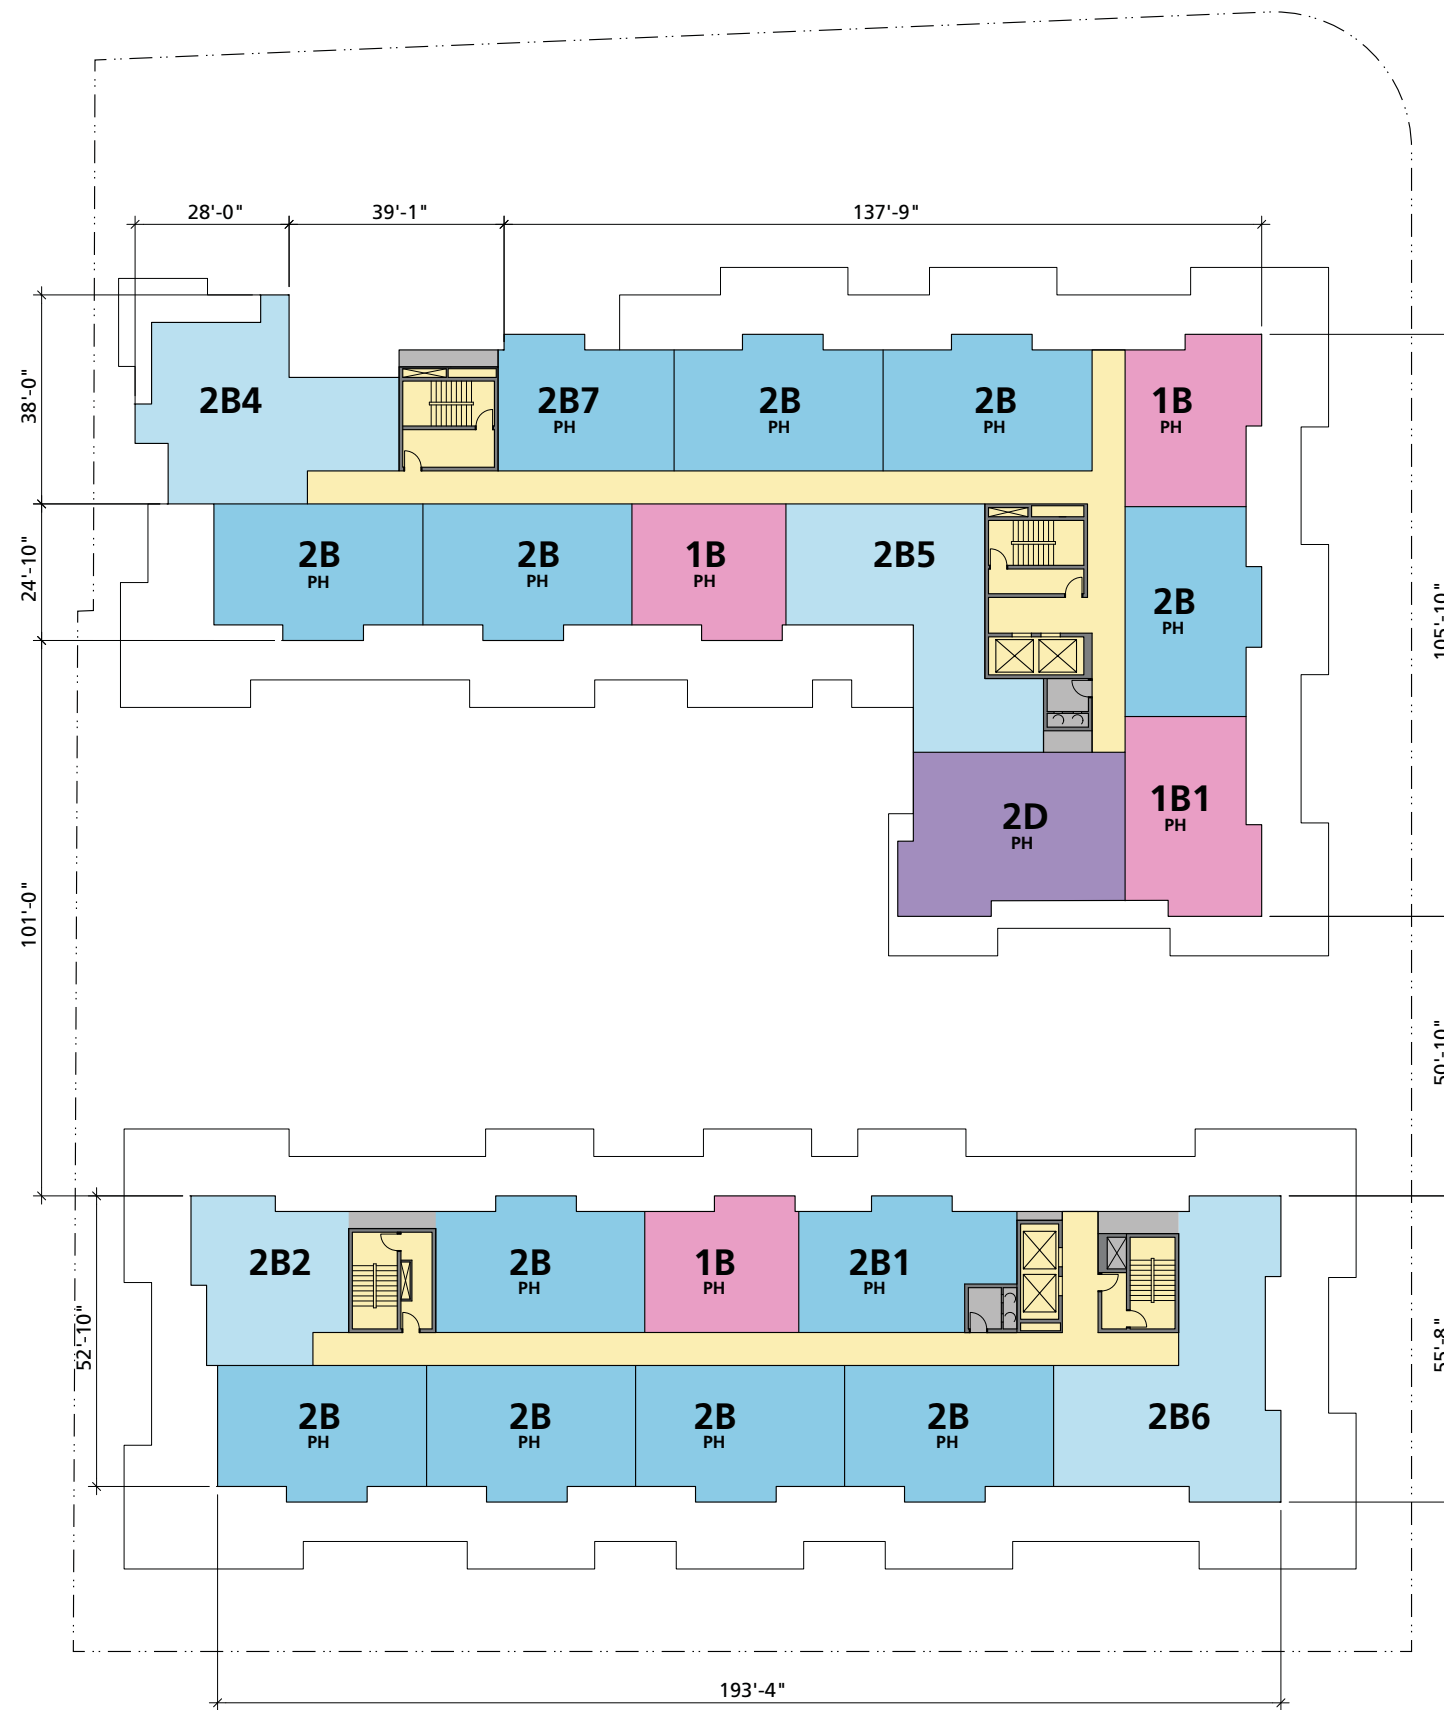 28'-0"
39'-1"
137'-9"
38'-0"
24'-10"
101'-0"
52'-10"
105'-10"
50'-10"
55'-8"
193'-4"
2B4
2B7
PH
2B
PH
2B
PH
1B
PH
2B
PH
2B
PH
1B
PH
2B5
2B
PH
2D
PH
1B1
PH
2B2
2B
PH
1B
PH
2B1
PH
2B
PH
2B
PH
2B
PH
2B
PH
2B6